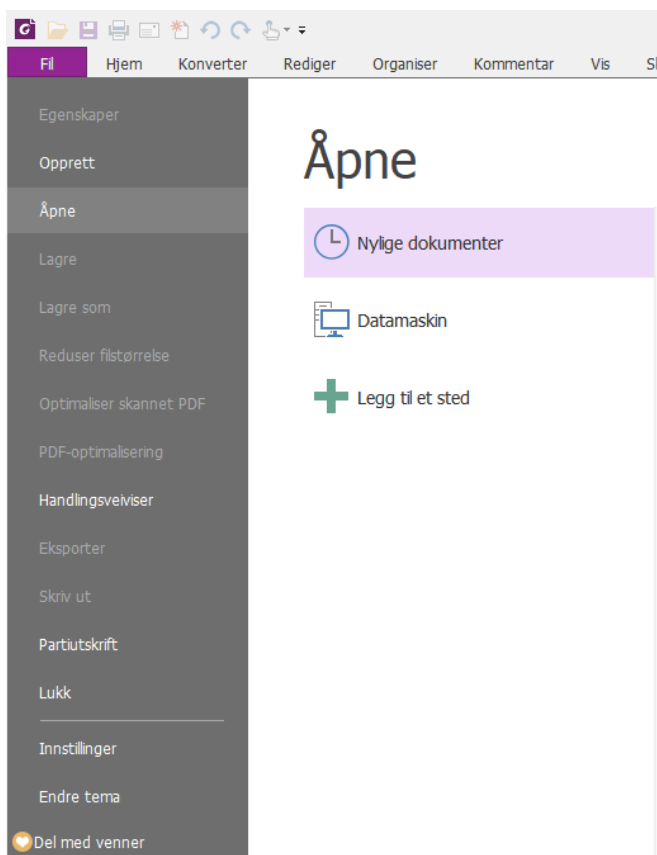 Fil Hjem Konverter Rediger Organiser Kommentar Vis
Egenskaper
Opprett
Åpne
Lagre
Lagre som
Reduser filstørrelse
Optimaliser skannet PDF
PDF-optimalisering
Handlingsveiviser
Eksporter
Skriv ut
Partiutskrift
Lukk
Innstillinger
Endre tema
Del med venner
Åpne
Nylige dokumenter
Datamaskin
Legg til et sted